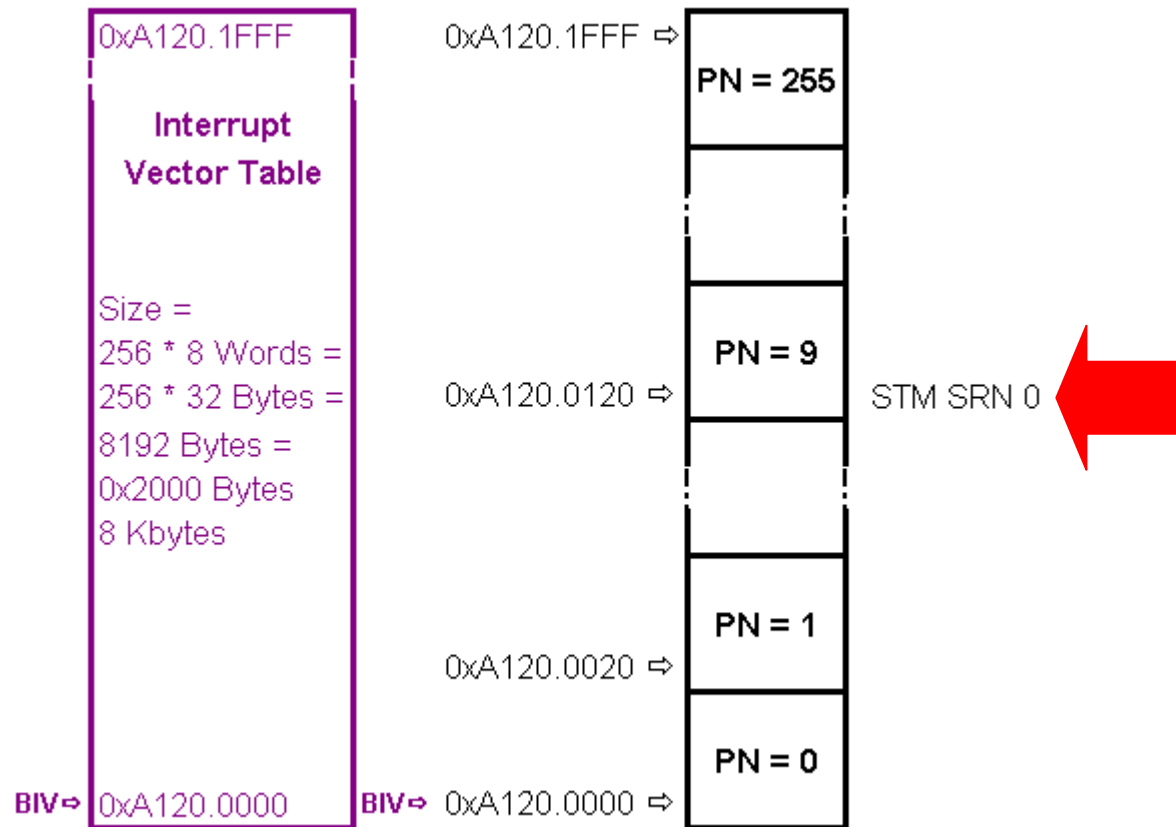 0xA120.1FFF
Interrupt
Vector Table
Size =
256 * 8 Words =
256 * 32 Bytes =
8192 Bytes =
0x2000 Bytes
8 Kbytes
BIV⇨ 0xA120.0000
0xA120.1FFF ⇨
PN = 255
PN = 9
0xA120.0120 ⇨ STM SRN 0
PN = 1
0xA120.0020 ⇨
PN = 0
BIV⇨ 0xA120.0000 ⇨